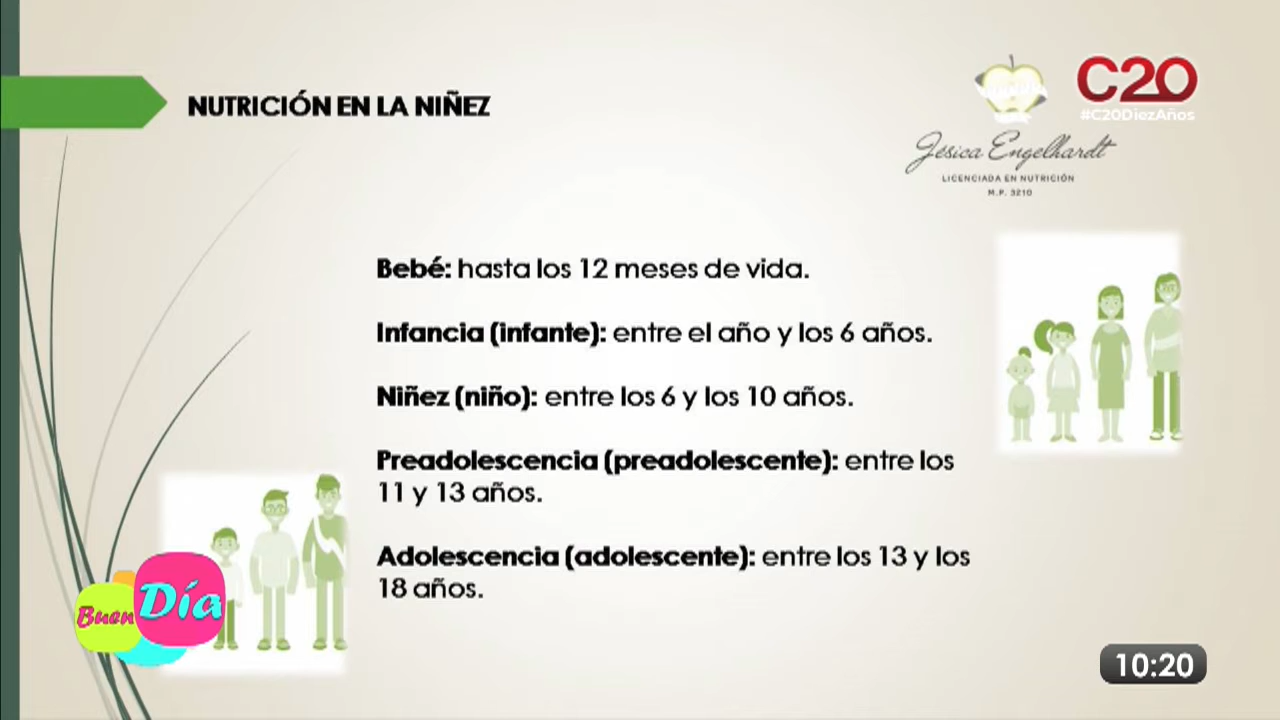 NUTRICIÓN EN LA NIÑEZ
C20
#C20DiezAños
Jesica Engelhardt
LICENCIADA EN NUTRICIÓN
M.P. 3210
Bebé: hasta los 12 meses de vida.
Infancia (infante): entre el año y los 6 años.
Niñez (niño): entre los 6 y los 10 años.
Preadolescencia (preadolescente): entre los
11 y 13 años.
Adolescencia (adolescente): entre los 13 y los
18 años.
Buen Día
10:20